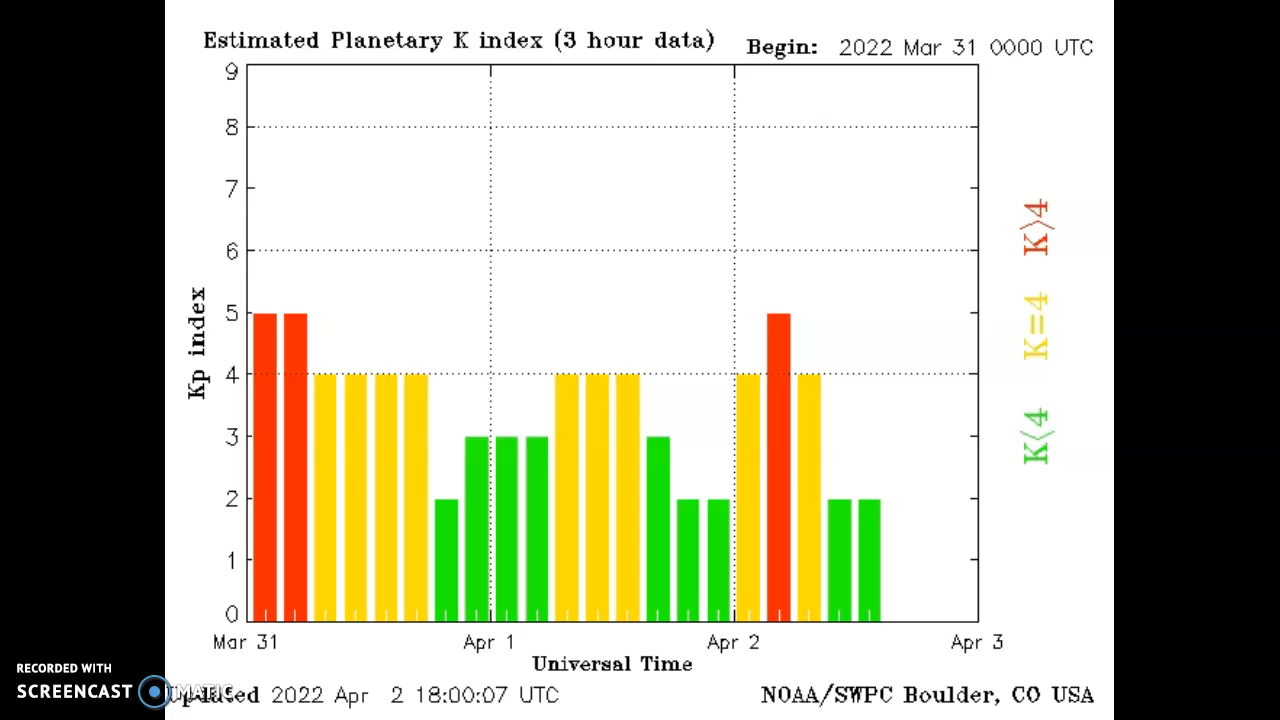 Estimated Planetary K index (3 hour data)
Begin: 2022 Mar 31 0000 UTC
9
8
7
6
5
4
3
2
1
0
Kp index
K>4
K=4
K<4
Mar 31 Apr 1 Apr 2 Apr 3
Universal Time
Updated 2022 Apr 2 18:00:07 UTC
NOAA/SWPC Boulder, CO USA
RECORDED WITH
SCREENCAST MATIC